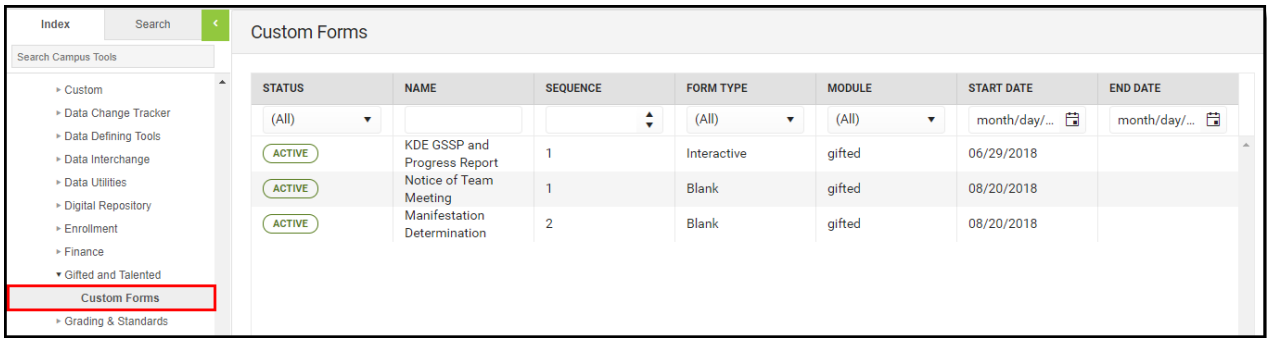 Index Search
Search Campus Tools
Custom
Data Change Tracker
Data Defining Tools
Data Interchange
Data Utilities
Digital Repository
Enrollment
Finance
Gifted and Talented
Custom Forms
Grading & Standards
Custom Forms
STATUS NAME SEQUENCE FORM TYPE MODULE START DATE END DATE
(All) (All) (All) month/day/... month/day/...
ACTIVE KDE GSSP and Progress Report 1 Interactive gifted 06/29/2018
ACTIVE Notice of Team Meeting 1 Blank gifted 08/20/2018
ACTIVE Manifestation Determination 2 Blank gifted 08/20/2018